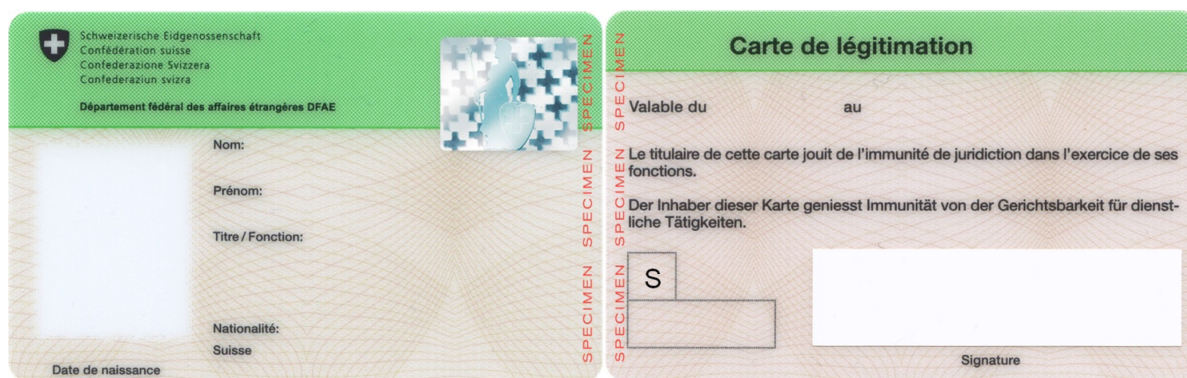 Schweizerische Eidgenossenschaft
Confédération suisse
Confederazione Svizzera
Confederaziun svizra
Département fédéral des affaires étrangères DFAE
Nom:
Prénom:
Titre / Fonction:
Nationalité:
Suisse
Date de naissance
SPECIMEN SPECIMEN SPECIMEN
Carte de légitimation
Valable du au
Le titulaire de cette carte jouit de l'immunité de juridiction dans l'exercice de ses
fonctions.
Der Inhaber dieser Karte geniesst Immunität von der Gerichtsbarkeit für dienst-
liche Tätigkeiten.
S
Signature
SPECIMEN SPECIMEN SPECIMEN